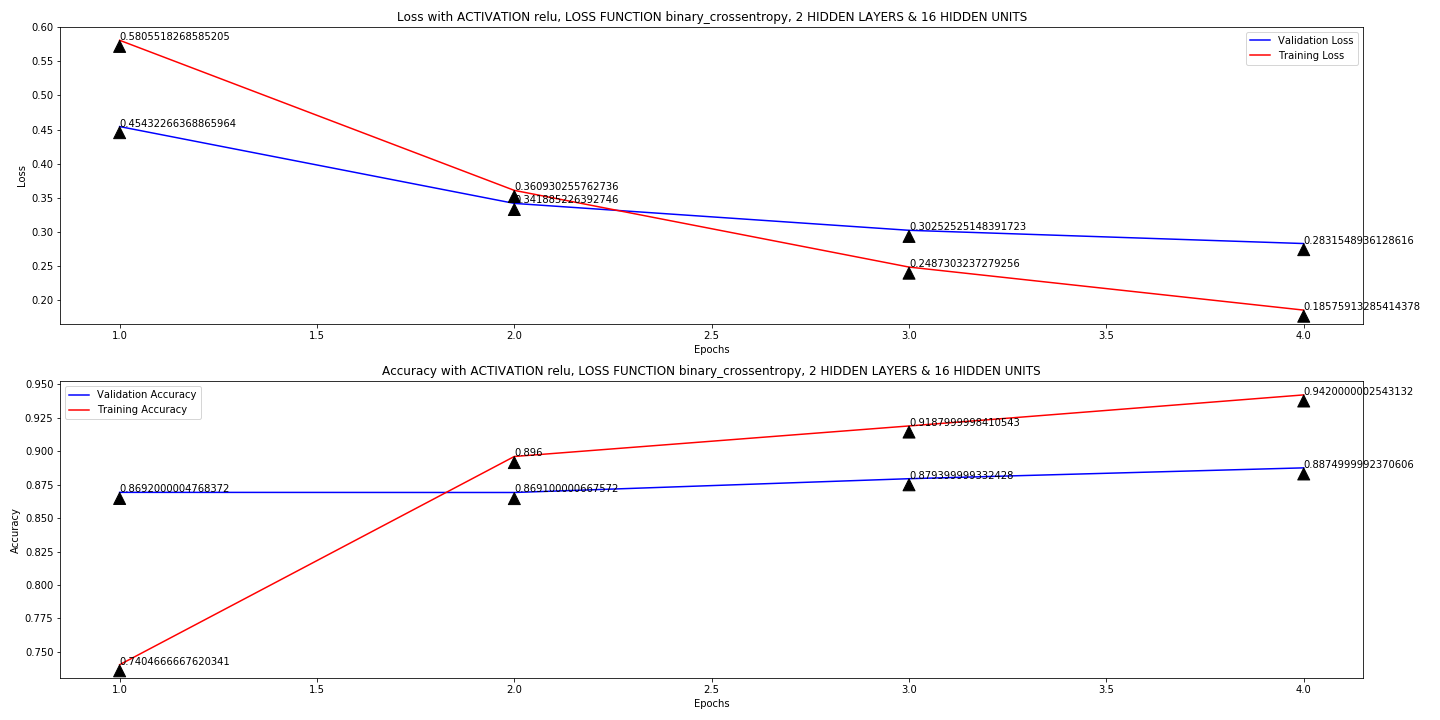 Loss with ACTIVATION relu, LOSS FUNCTION binary_crossentropy, 2 HIDDEN LAYERS & 16 HIDDEN UNITS
0.60
0.55
0.50
0.45
0.40
0.35
0.30
0.25
0.20
Loss
0.5805518268585205
0.45432266368865964
0.360930255762736
0.341885226392746
0.30252525148391723
0.2487303237279256
0.2831548936128616
0.18575913285414378
Validation Loss
Training Loss
1.0 1.5 2.0 2.5 3.0 3.5 4.0
Epochs
Accuracy with ACTIVATION relu, LOSS FUNCTION binary_crossentropy, 2 HIDDEN LAYERS & 16 HIDDEN UNITS
0.950
0.925
0.900
0.875
0.850
0.825
0.800
0.775
0.750
Accuracy
Validation Accuracy
Training Accuracy
0.8692000004768372
0.7404666667620341
0.896
0.869100000667572
0.9187999998410543
0.879399999332428
0.9420000002543132
0.8874999992370606
1.0 1.5 2.0 2.5 3.0 3.5 4.0
Epochs